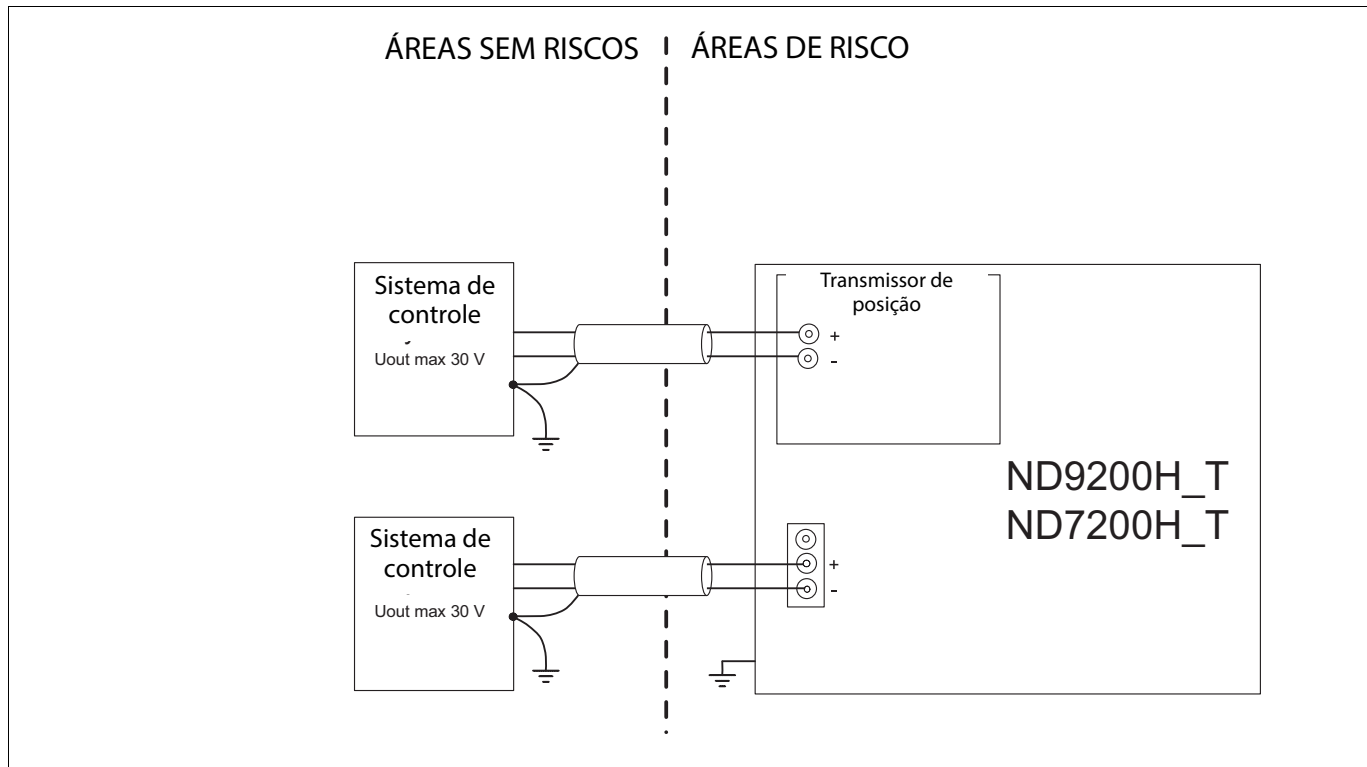 ÁREAS SEM RISCOS
ÁREAS DE RISCO
Sistema de
controle
Uout max 30 V
Transmissor de
posição
+
-
ND9200H_T
ND7200H_T
Sistema de
controle
Uout max 30 V
+
-